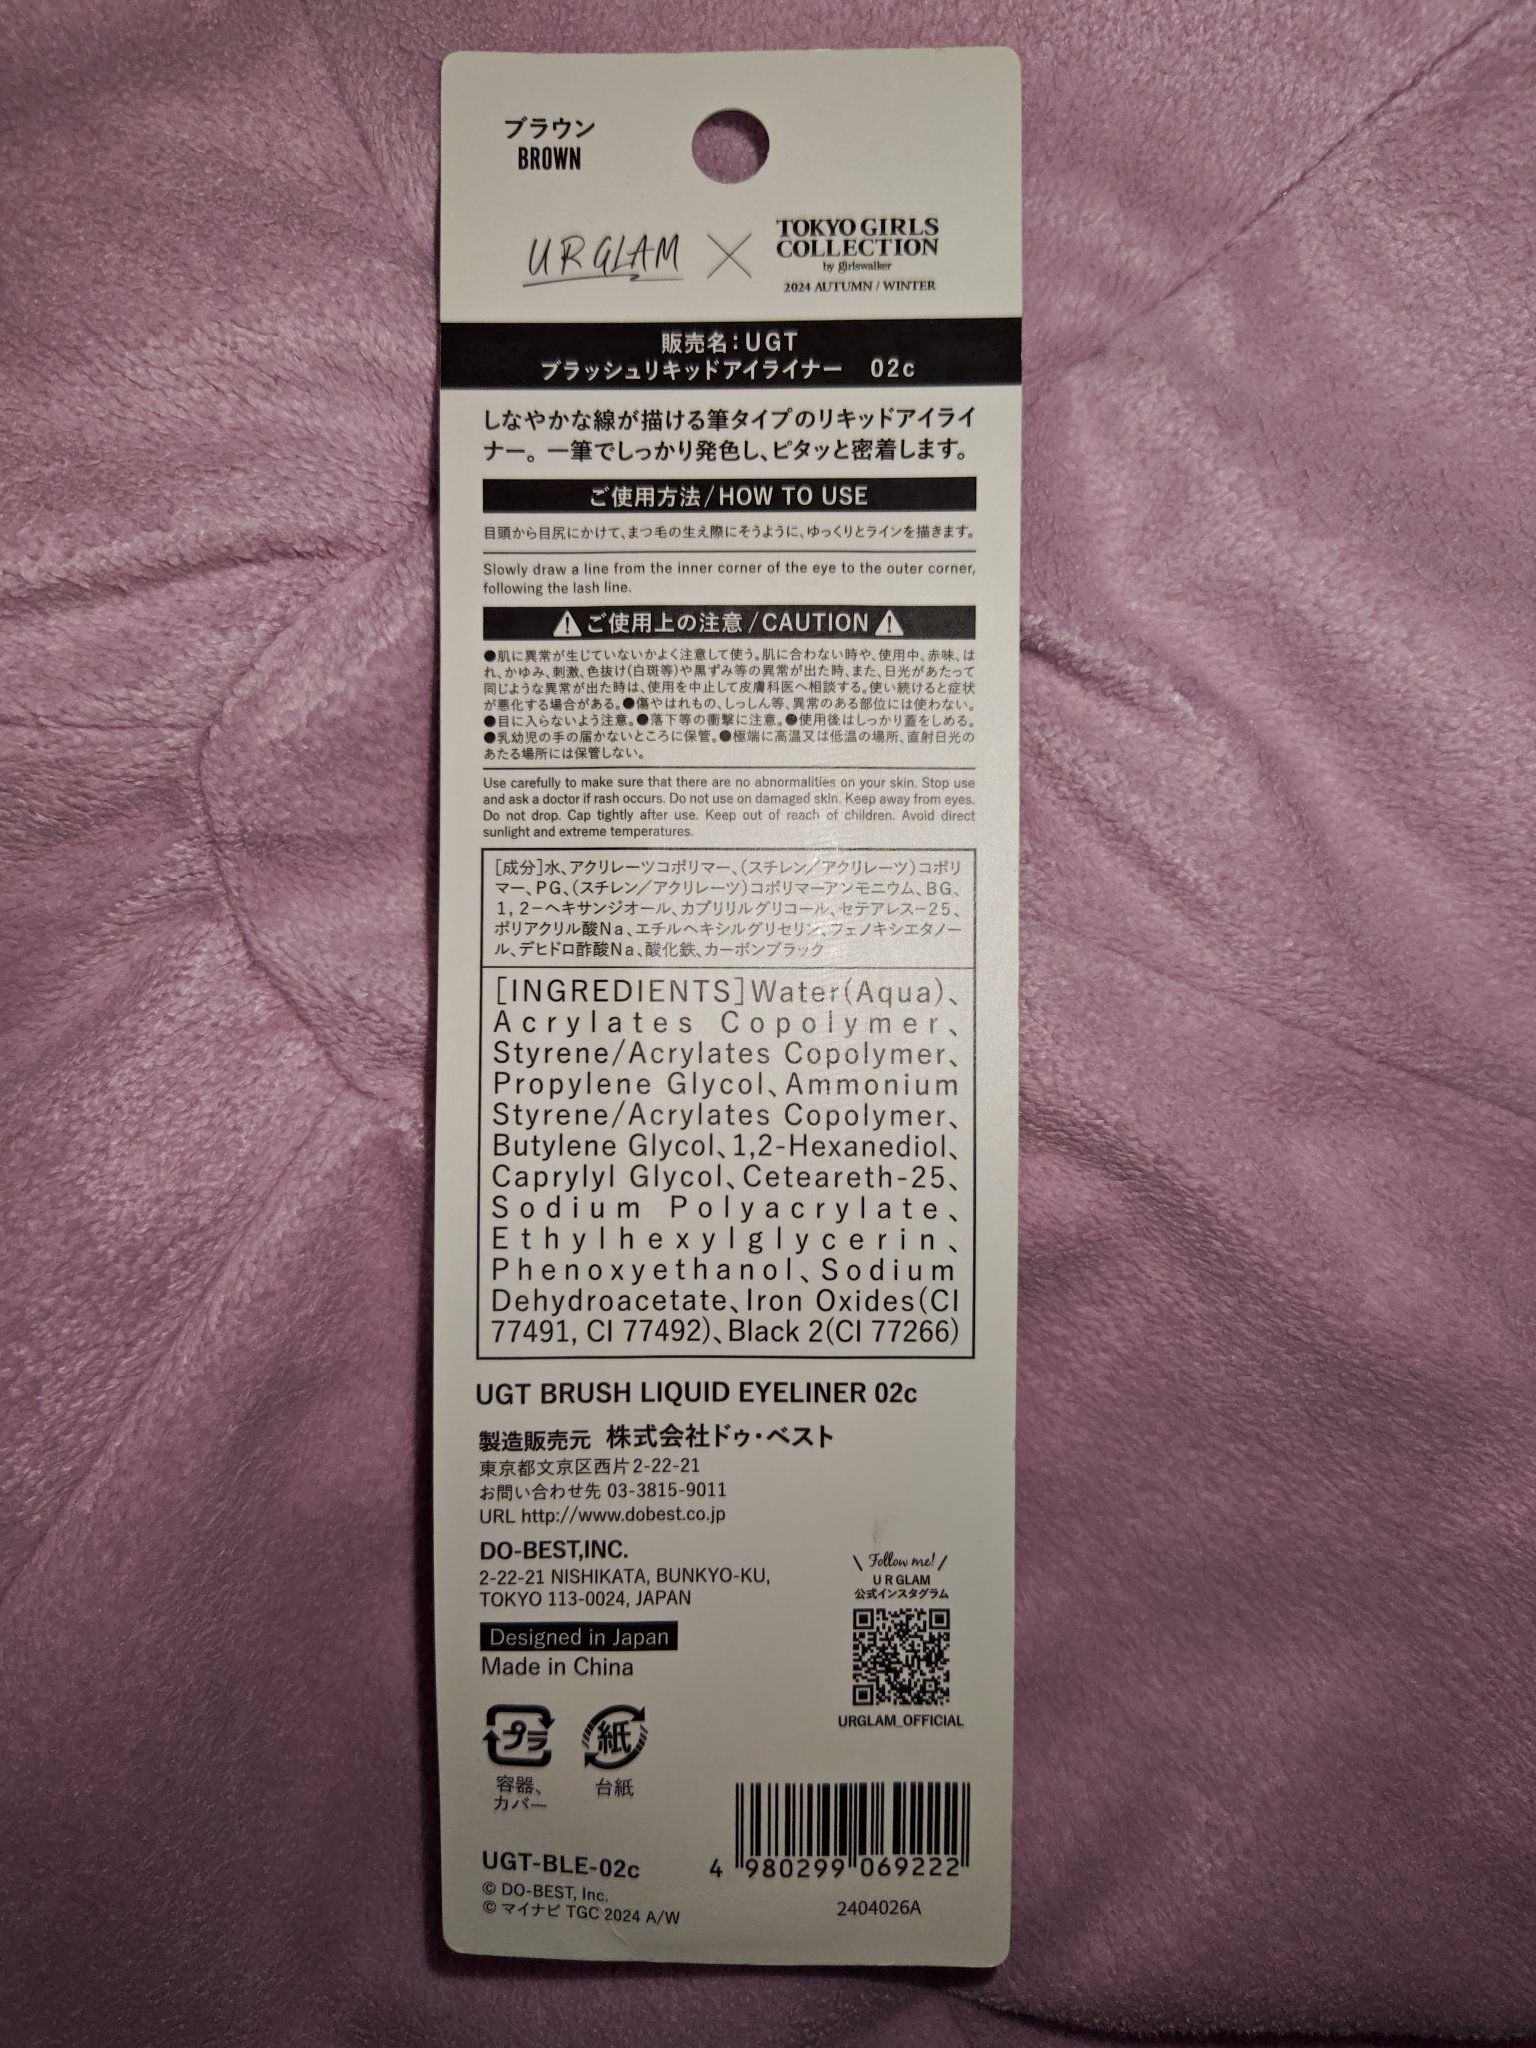 ブラウン
BROWN
U R GLAM × TOKYO GIRLS
COLLECTION
by girlswalker
2024 AUTUMN / WINTER
販売名：UGT
ブラッシュリキッドアイライナー 02c
しなやかな線が描ける筆タイプのリキッドアイライ
ナー。一筆でしっかり発色し、ピタッと密着します。
ご使用方法/HOW TO USE
目頭から目尻にかけて、まつ毛の生え際にそうように、ゆっくりとラインを描きます。
Slowly draw a line from the inner corner of the eye to the outer corner,
following the lash line.
⚠ご使用上の注意/CAUTION⚠
●肌に異常が生じていないかよく注意して使う。肌に合わない時や、使用中、赤味、は
れ、かゆみ、刺激、色抜け(白斑等)や黒ずみ等の異常が出た時、また、日光があたって
同じような異常が出た時は、使用を中止して皮膚科医へ相談する。使い続けると症状
が悪化する場合がある。●傷やはれもの、しっしん等、異常のある部位には使わない。
●目に入らないよう注意。●落下等の衝撃に注意。●使用後はしっかり蓋をしめる。
●乳幼児の手の届かないところに保管。●極端に高温又は低温の場所、直射日光の
あたる場所には保管しない。
Use carefully to make sure that there are no abnormalities on your skin. Stop use
and ask a doctor if rash occurs. Do not use on damaged skin. Keep away from eyes.
Do not drop. Cap tightly after use. Keep out of reach of children. Avoid direct
sunlight and extreme temperatures.
[成分]水、アクリレーツコポリマー、(スチレン／アクリレーツ)コポリ
マー、PG、(スチレン／アクリレーツ)コポリマーアンモニウム、BG、
1,2−ヘキサンジオール、カプリリルグリコール、セテアレス−25、
ポリアクリル酸Na、エチルヘキシルグリセリン、フェノキシエタノー
ル、デヒドロ酢酸Na、酸化鉄、カーボンブラック
[INGREDIENTS]Water(Aqua)、
Acrylates Copolymer、
Styrene/Acrylates Copolymer、
Propylene Glycol、Ammonium
Styrene/Acrylates Copolymer、
Butylene Glycol、1,2-Hexanediol、
Caprylyl Glycol、Ceteareth-25、
Sodium Polyacrylate、
Ethylhexylglycerin、
Phenoxyethanol、Sodium
Dehydroacetate、Iron Oxides(CI
77491, CI 77492)、Black 2(CI 77266)
UGT BRUSH LIQUID EYELINER 02c
製造販売元 株式会社ドゥ・ベスト
東京都文京区西片2-22-21
お問い合わせ先 03-3815-9011
URL http://www.dobest.co.jp
DO-BEST,INC.
2-22-21 NISHIKATA, BUNKYO-KU,
TOKYO 113-0024, JAPAN
Designed in Japan
Made in China
\ Follow me! /
U R GLAM
公式インスタグラム
URGLAM_OFFICIAL
プラ
容器、
カバー
紙
台紙
UGT-BLE-02c
© DO-BEST, Inc.
© マイナビ TGC 2024 A/W
4 980299 069222
2404026A